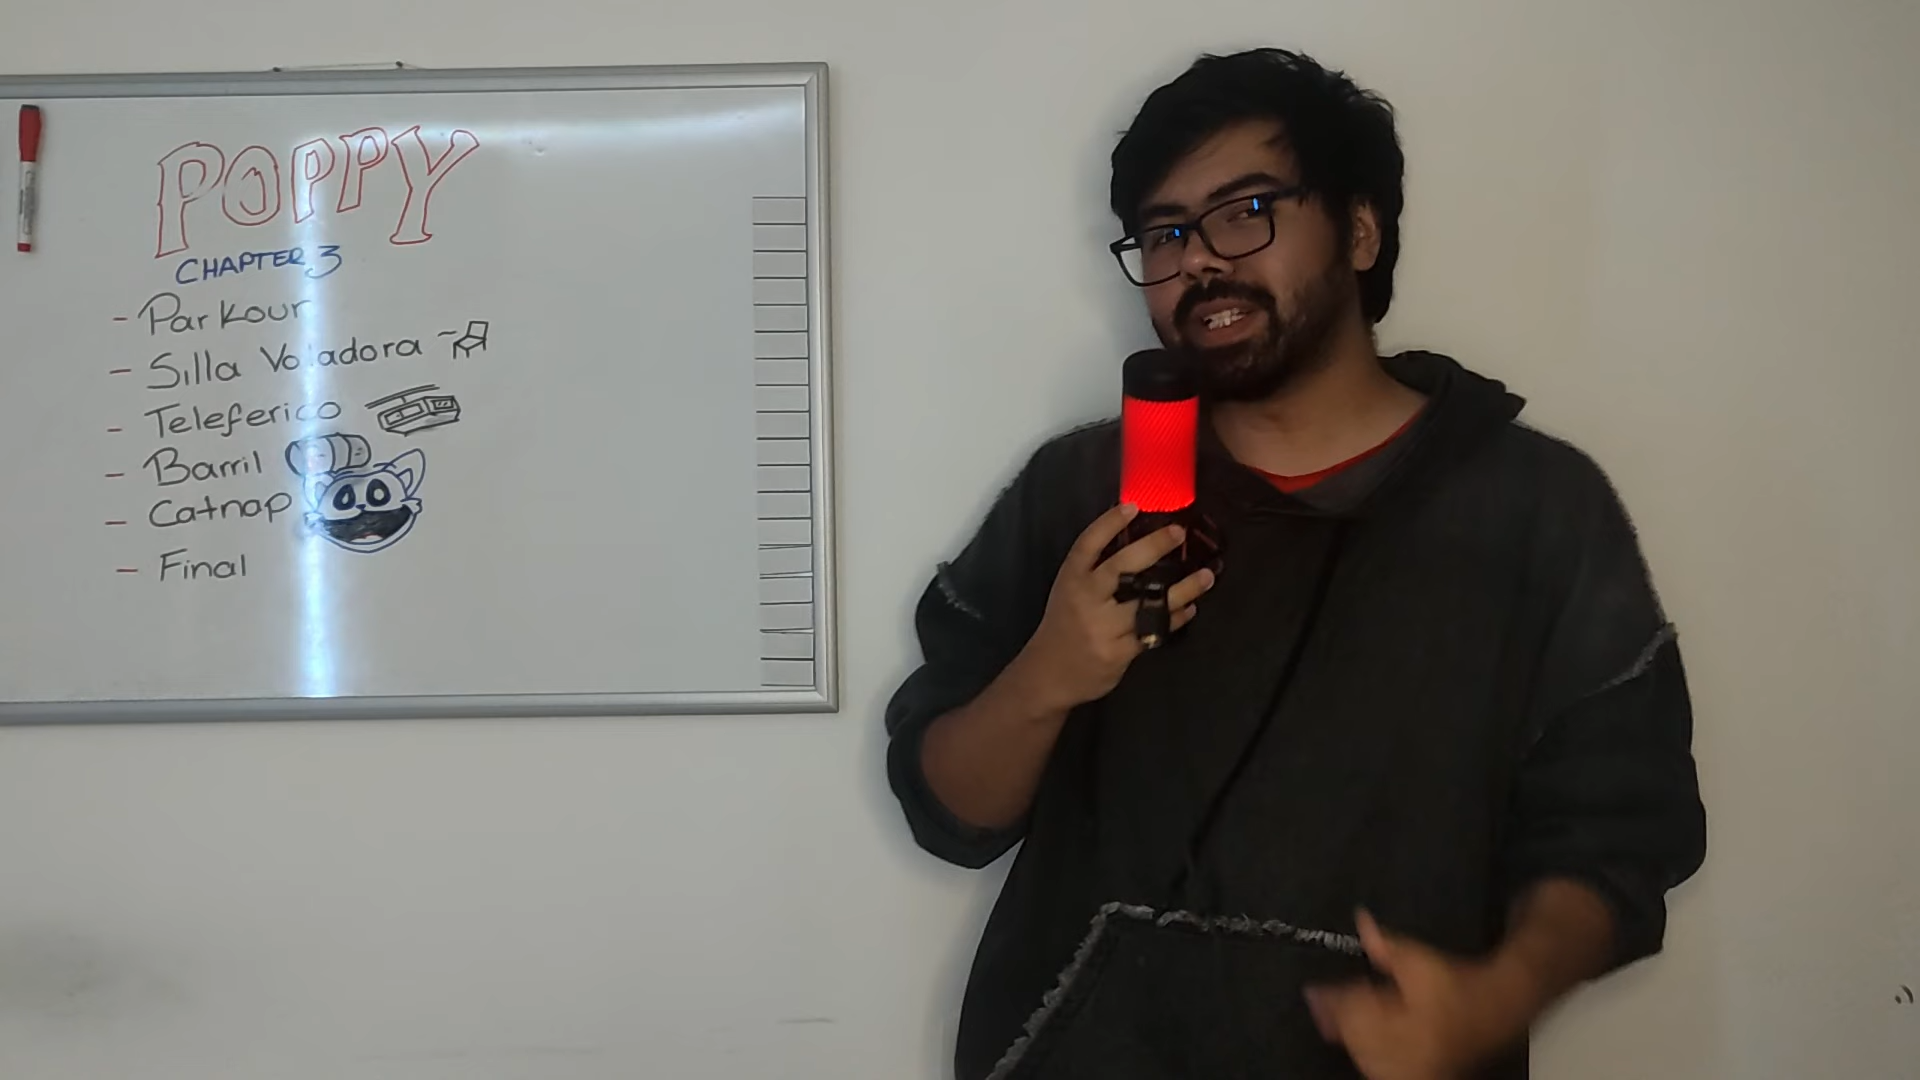 POPPY
CHAPTER 3
- Parkour
- Silla Voladora
- Teleferico
- Barril
- Catnap
- Final